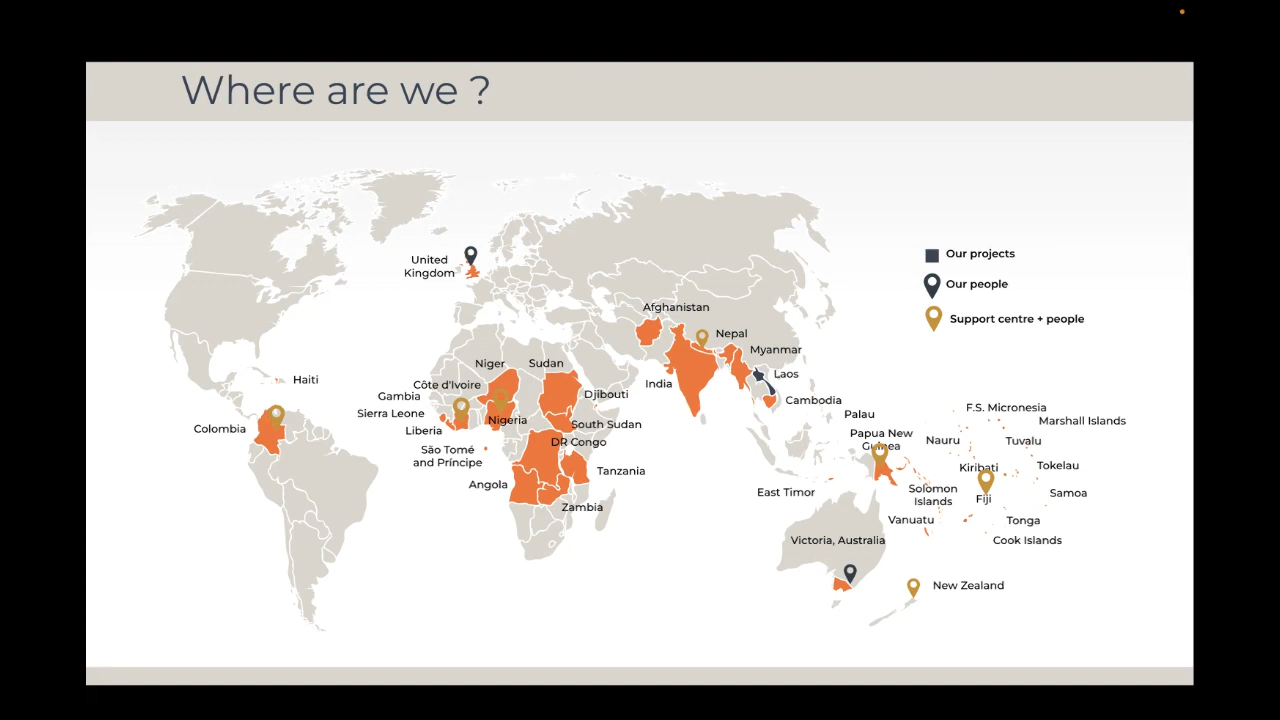 Where are we ?
Our projects
Our people
Support centre + people
United
Kingdom
Afghanistan
Nepal
Myanmar
Laos
India
Cambodia
Haiti
Colombia
Niger
Sudan
Côte d'Ivoire
Gambia
Djibouti
Sierra Leone
Nigeria
South Sudan
Liberia
DR Congo
São Tomé
and Príncipe
Tanzania
Angola
Zambia
Palau
F.S. Micronesia
Marshall Islands
Papua New
Guinea
Nauru
Tuvalu
Kiribati
Tokelau
East Timor
Solomon
Islands
Fiji
Samoa
Vanuatu
Tonga
Cook Islands
Victoria, Australia
New Zealand